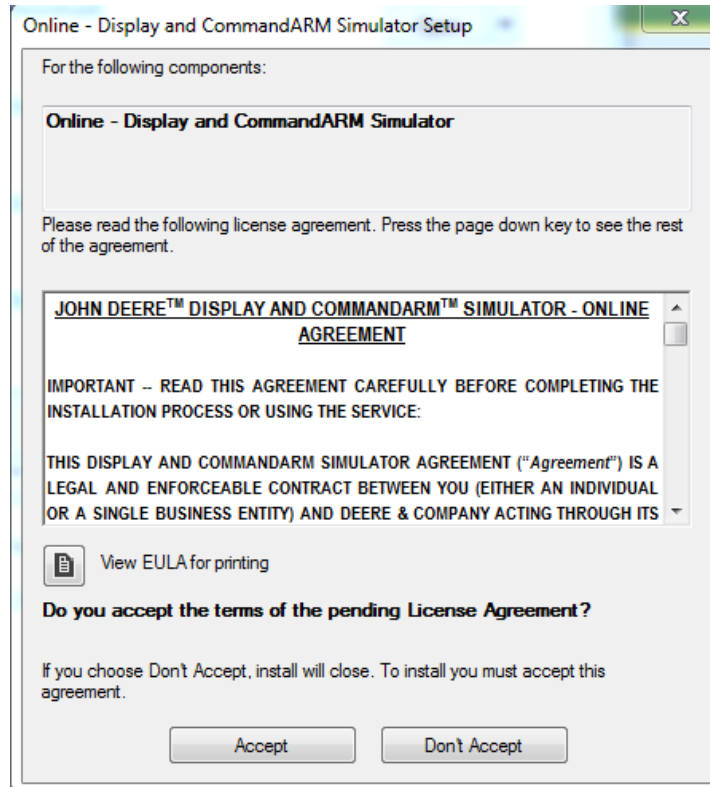 Online - Display and CommandARM Simulator Setup
For the following components:
Online - Display and CommandARM Simulator
Please read the following license agreement. Press the page down key to see the rest
of the agreement.
JOHN DEERE™ DISPLAY AND COMMANDARM™ SIMULATOR - ONLINE
AGREEMENT
IMPORTANT -- READ THIS AGREEMENT CAREFULLY BEFORE COMPLETING THE
INSTALLATION PROCESS OR USING THE SERVICE:
THIS DISPLAY AND COMMANDARM SIMULATOR AGREEMENT (“Agreement”) IS A
LEGAL AND ENFORCEABLE CONTRACT BETWEEN YOU (EITHER AN INDIVIDUAL
OR A SINGLE BUSINESS ENTITY) AND DEERE & COMPANY ACTING THROUGH ITS
View EULA for printing
Do you accept the terms of the pending License Agreement?
If you choose Don't Accept, install will close. To install you must accept this
agreement.
Accept
Don't Accept